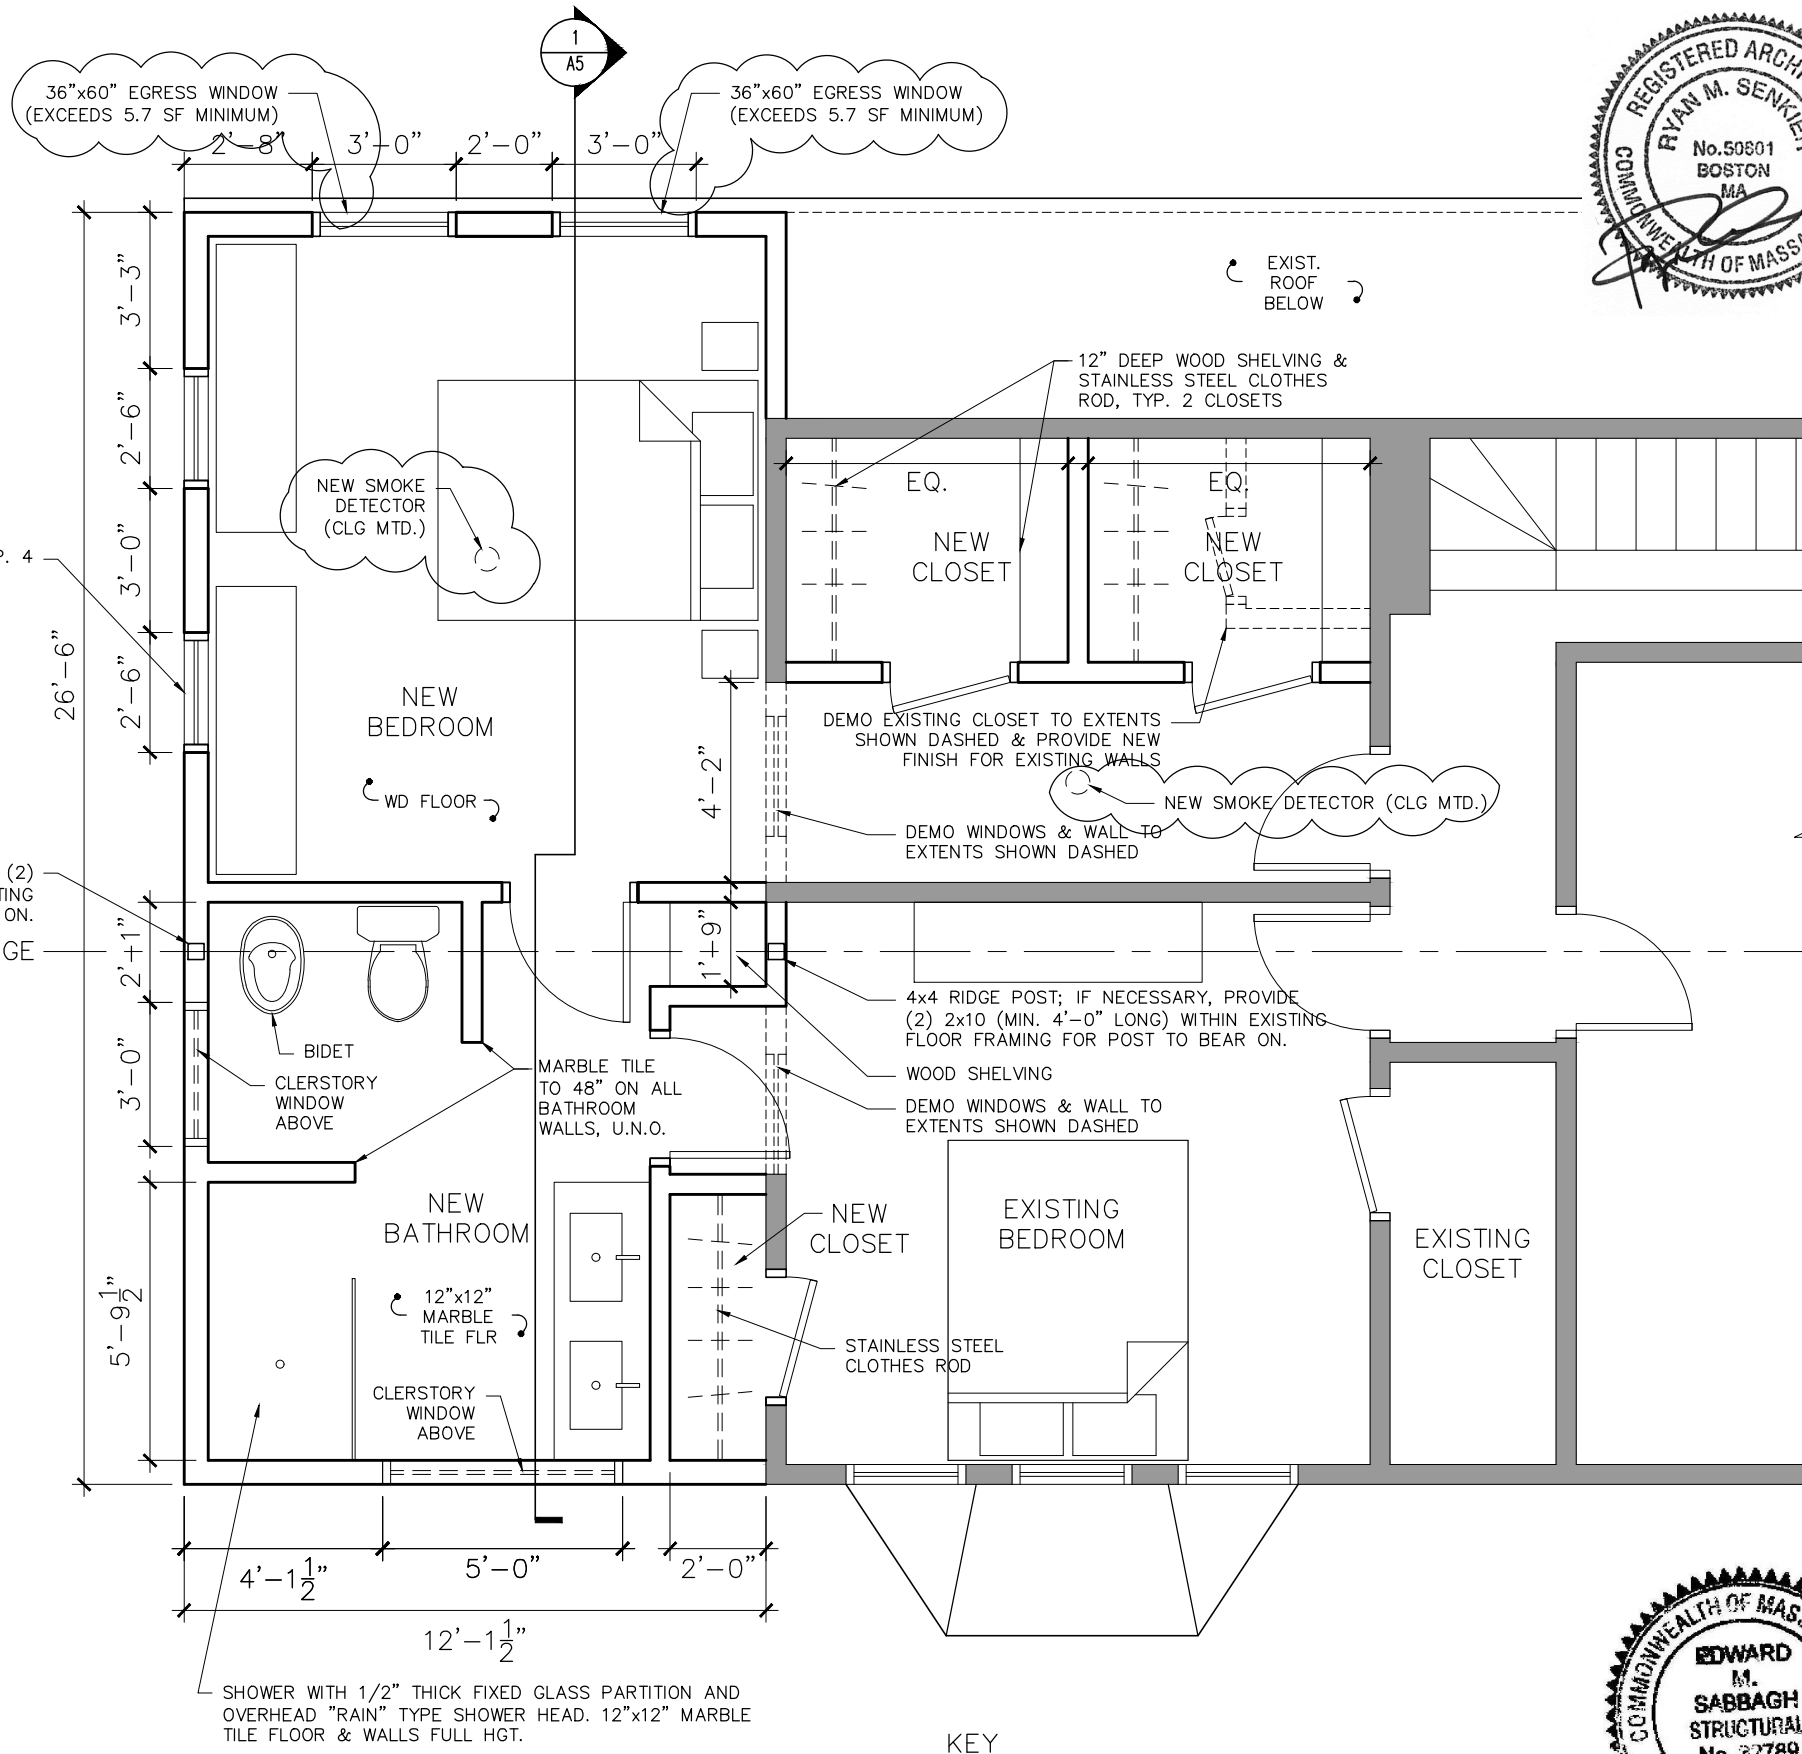 1
A5
36"x60" EGRESS WINDOW
(EXCEEDS 5.7 SF MINIMUM)
36"x60" EGRESS WINDOW
(EXCEEDS 5.7 SF MINIMUM)
2'-8"
3'-0"
2'-0"
3'-0"
REGISTERED
RYAN M.
No.50601
BOSTON
MA
COMMONWEALTH OF
EXIST.
ROOF
BELOW
3'-3"
2'-6"
3'-0"
2'-6"
26'-6"
12" DEEP WOOD SHELVING &
STAINLESS STEEL CLOTHES
ROD, TYP. 2 CLOSETS
EQ.
EQ.
NEW SMOKE
DETECTOR
(CLG MTD.)
NEW
CLOSET
NEW
CLOSET
4
NEW
BEDROOM
WD FLOOR
4'-2"
DEMO EXISTING CLOSET TO EXTENTS
SHOWN DASHED & PROVIDE NEW
FINISH FOR EXISTING WALLS
NEW SMOKE DETECTOR (CLG MTD.)
DEMO WINDOWS & WALL TO
EXTENTS SHOWN DASHED
(2)
ON.
2'-1"
1'-9"
3'-0"
4x4 RIDGE POST; IF NECESSARY, PROVIDE
(2) 2x10 (MIN. 4'-0" LONG) WITHIN EXISTING
FLOOR FRAMING FOR POST TO BEAR ON.
WOOD SHELVING
DEMO WINDOWS & WALL TO
EXTENTS SHOWN DASHED
BIDET
CLERSTORY
WINDOW
ABOVE
MARBLE TILE
TO 48" ON ALL
BATHROOM
WALLS, U.N.O.
NEW
BATHROOM
NEW
CLOSET
EXISTING
BEDROOM
EXISTING
CLOSET
5'-9 1/2"
12"x12"
MARBLE
TILE FLR
STAINLESS STEEL
CLOTHES ROD
CLERSTORY
WINDOW
ABOVE
4'-1 1/2"
5'-0"
2'-0"
12'-1 1/2"
SHOWER WITH 1/2" THICK FIXED GLASS PARTITION AND
OVERHEAD "RAIN" TYPE SHOWER HEAD. 12"x12" MARBLE
TILE FLOOR & WALLS FULL HGT.
KEY
COMMONWEALTH OF
EDWARD
M.
SABBAGH
STRUCTURAL